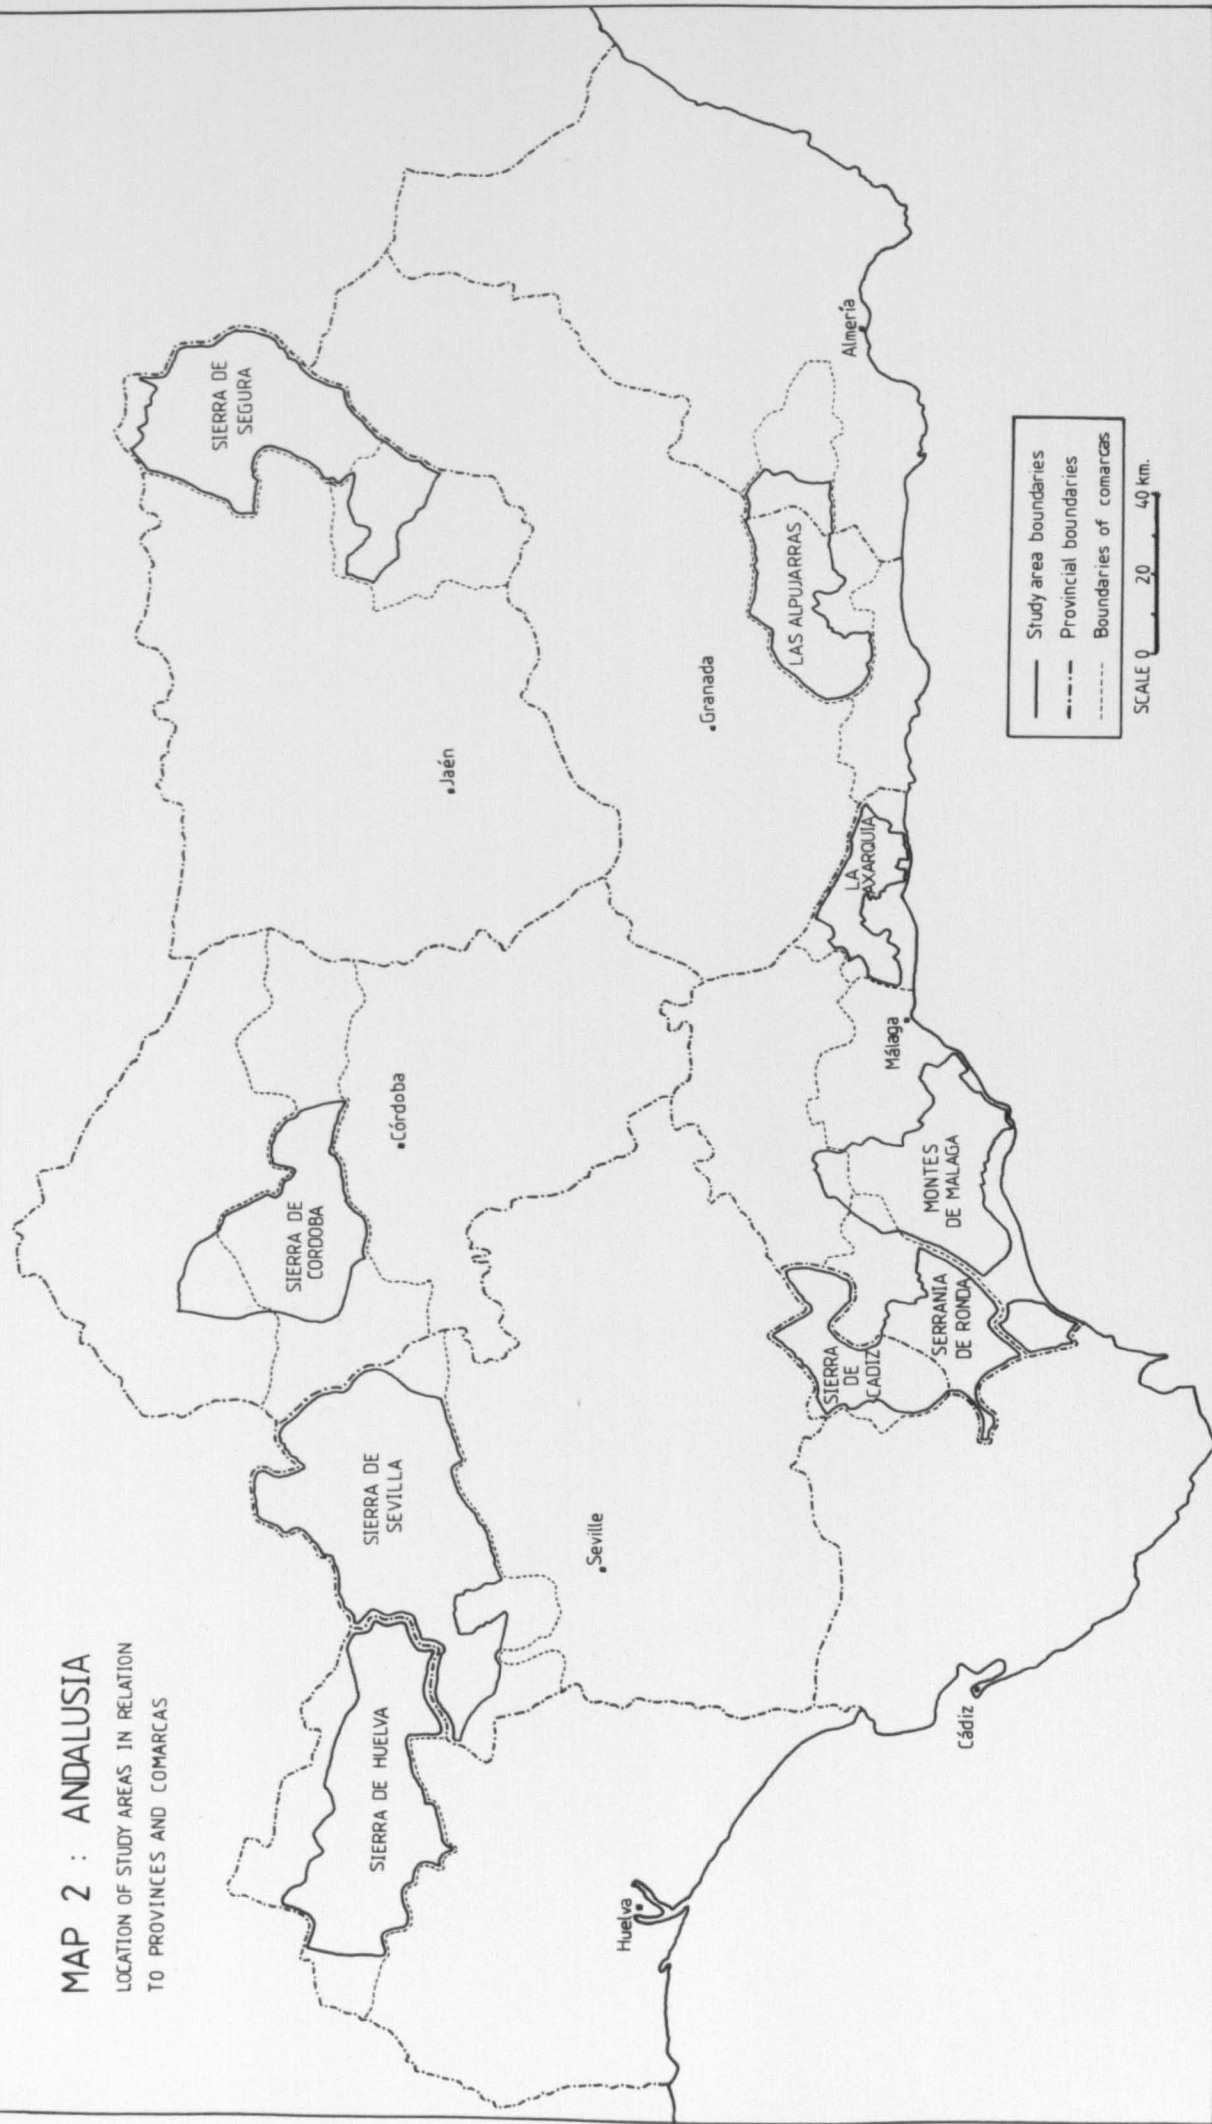 MAP 2 : ANDALUSIA
LOCATION OF STUDY AREAS IN RELATION
TO PROVINCES AND COMARCAS
SIERRA DE
SEGURA
SIERRA DE
CORDOBA
SIERRA DE
SEVILLA
SIERRA DE HUELVA
Jaén
Córdoba
Seville
Huelva
Granada
Almería
LAS ALPUJARRAS
LA
AXARQUIA
Málaga
MONTES
DE MALAGA
SERRANIA
DE RONDA
SIERRA
DE
CADIZ
Cádiz
Study area boundaries
Provincial boundaries
Boundaries of comarcas
SCALE 0 20 40 km.